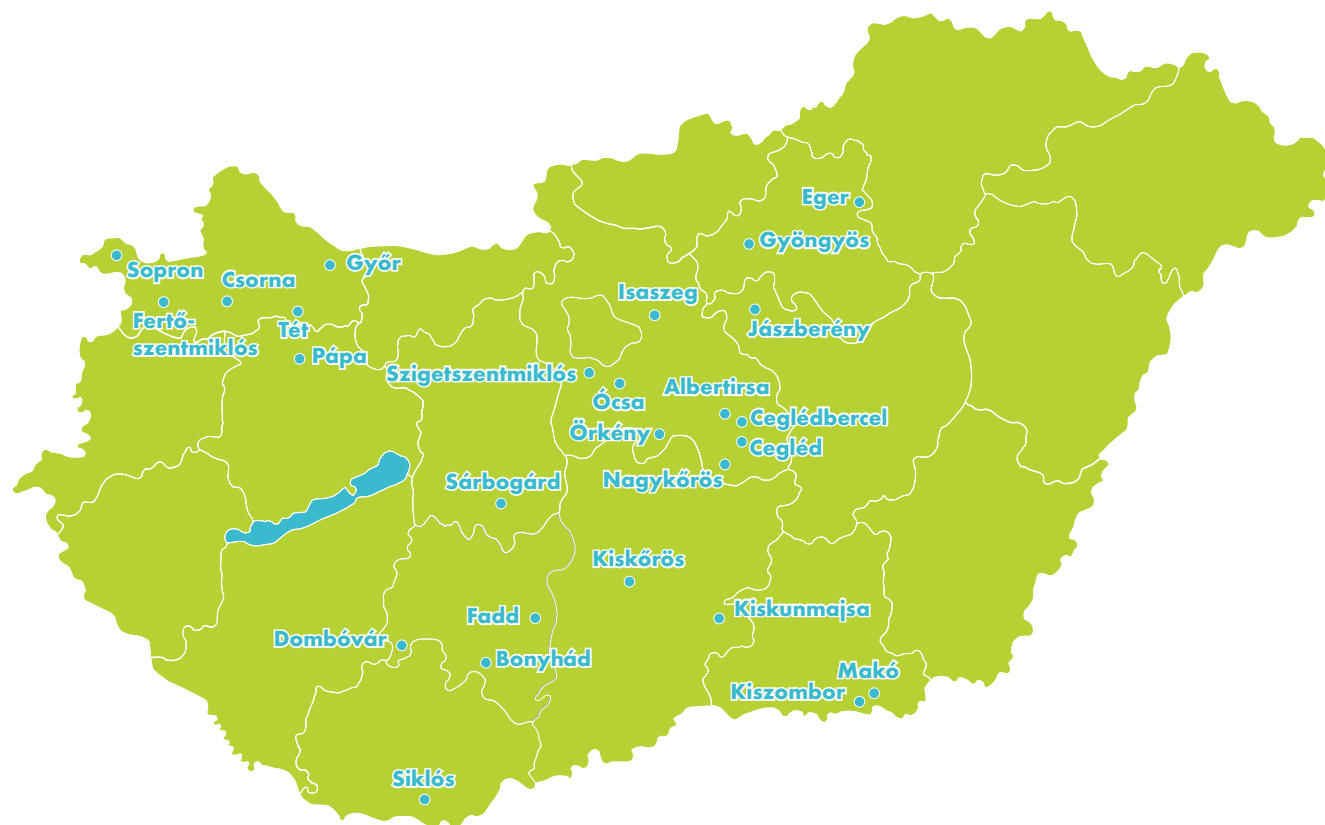 Eger
Gyöngyös
Sopron
Győr
Csorna
Isaszeg
Fertő-
szentmiklós
Tét
Jászberény
Pápa
Szigetszentmiklós
Albertirsa
Ócsa
Ceglédbercel
Örkény
Cegléd
Nagykőrös
Sárbogárd
Kiskőrös
Kiskunmajsa
Fadd
Dombóvár
Bonyhád
Makó
Kiszombor
Siklós